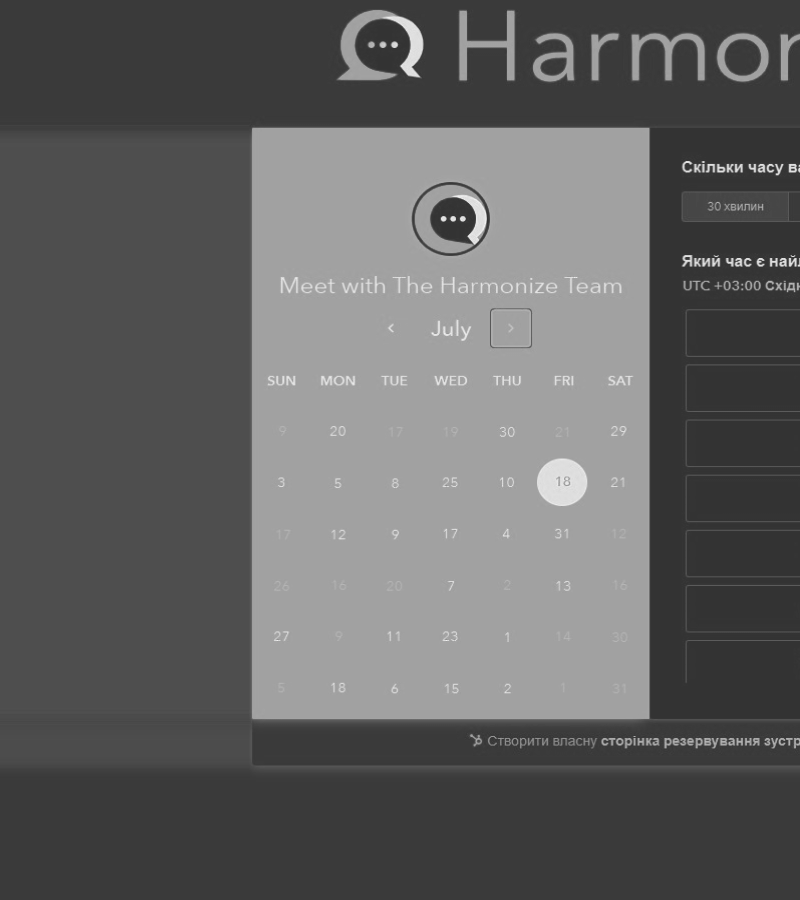 Harmon
Скільки часу ва
30 хвилин
Який час є найл
UTC +03:00 Східн
Meet with The Harmonize Team
July
SUN MON TUE WED THU FRI SAT
9 20 17 19 30 21 29
3 5 8 25 10 18 21
17 12 9 17 4 31 12
26 16 20 7 2 13 16
27 9 11 23 1 14 30
5 18 6 15 2 1 31
Створити власну сторінка резервування зустр